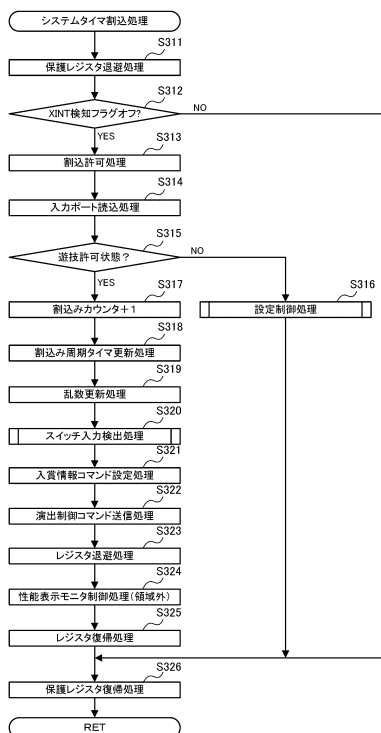 システムタイマ割込処理
S311
保護レジスタ退避処理
S312
XINT検知フラグオフ?
NO
YES
S313
割込許可処理
S314
入力ポート読込処理
S315
遊技許可状態?
NO
YES
S317
割込みカウンタ+1
S316
設定制御処理
S318
割込み周期タイマ更新処理
S319
乱数更新処理
S320
スイッチ入力検出処理
S321
入賞情報コマンド設定処理
S322
演出制御コマンド送信処理
S323
レジスタ退避処理
S324
性能表示モニタ制御処理(領域外)
S325
レジスタ復帰処理
S326
保護レジスタ復帰処理
RET